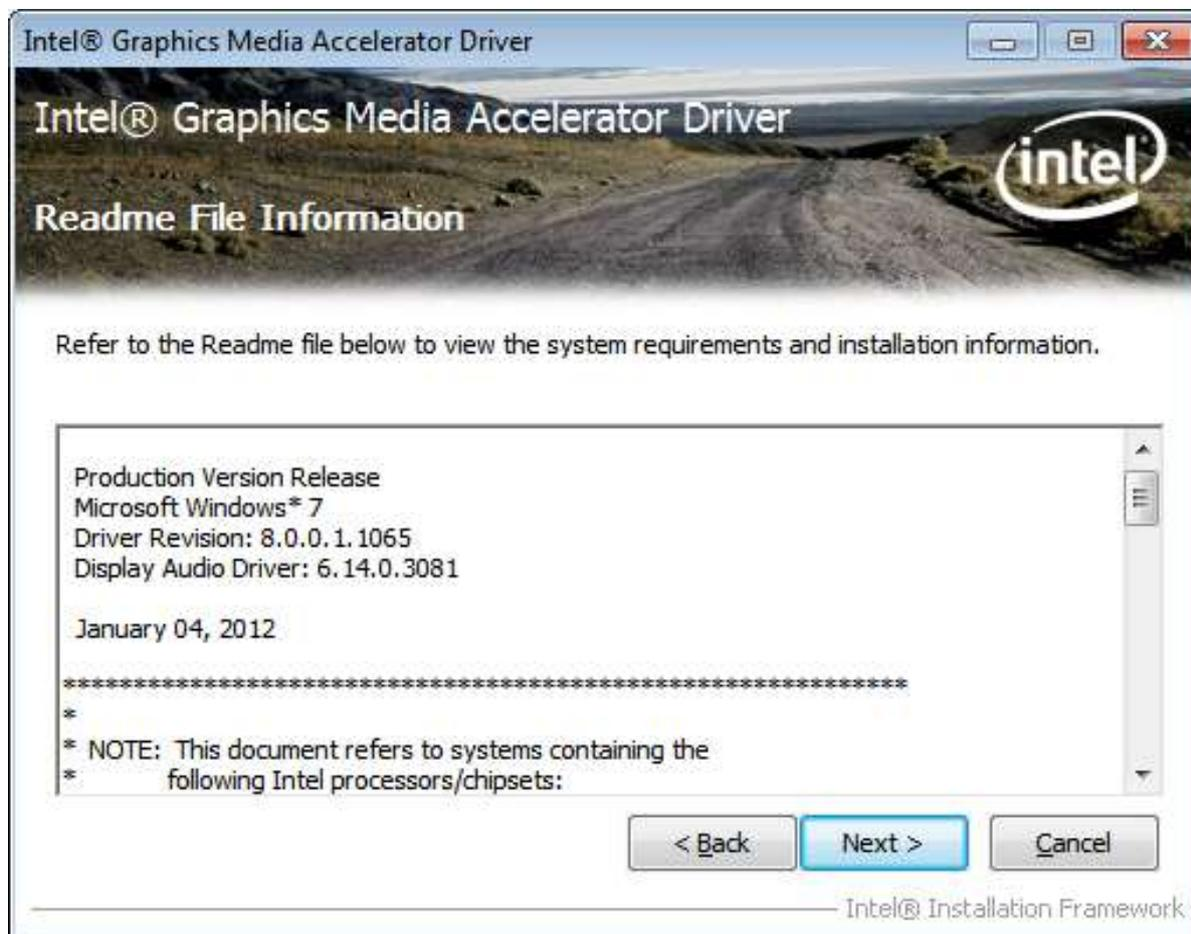 Intel® Graphics Media Accelerator Driver
Intel® Graphics Media Accelerator Driver
intel
Readme File Information
Refer to the Readme file below to view the system requirements and installation information.
Production Version Release
Microsoft Windows* 7
Driver Revision: 8.0.0.1.1065
Display Audio Driver: 6.14.0.3081
January 04, 2012
************************************************************
*
* NOTE: This document refers to systems containing the
* following Intel processors/chipsets:
< Back Next > Cancel
Intel® Installation Framework